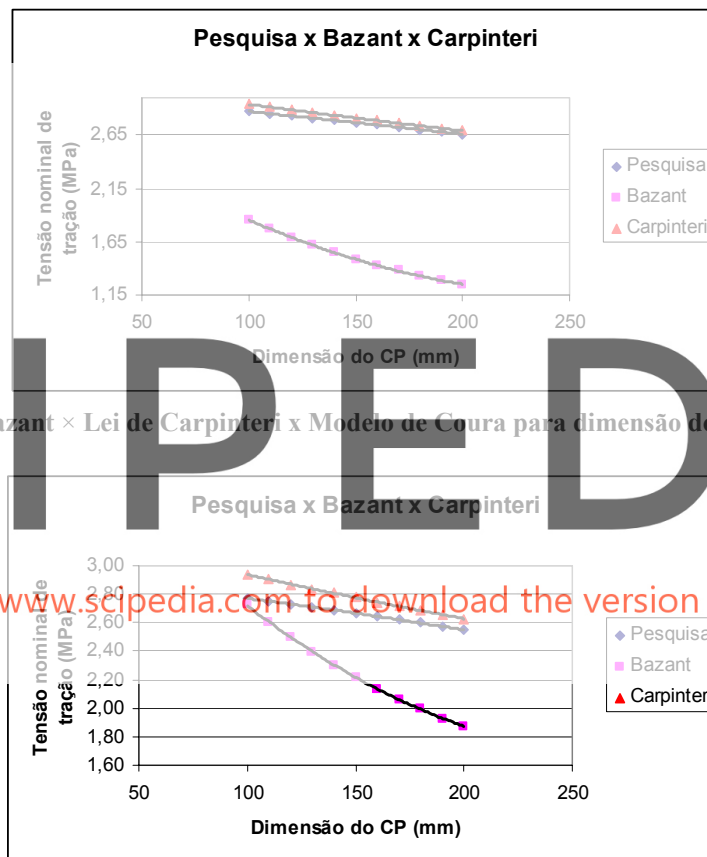 Pesquisa x Bazant x Carpinteri
Tensão nominal de
tração (MPa)
2,65
2,15
1,65
1,15
50
100
150
200
250
Dimensão do CP (mm)
Pesquisa
Bazant
Carpinteri
IPED
azant × Lei de Carpinteri x Modelo de Coura para dimensão d
Pesquisa x Bazant x Carpinteri
www.scipedia.com to download the version
Tensão nominal de
tração (MPa)
3,00
2,80
2,60
2,40
2,20
2,00
1,80
1,60
50
100
150
200
250
Dimensão do CP (mm)
Pesquisa
Bazant
Carpinteri